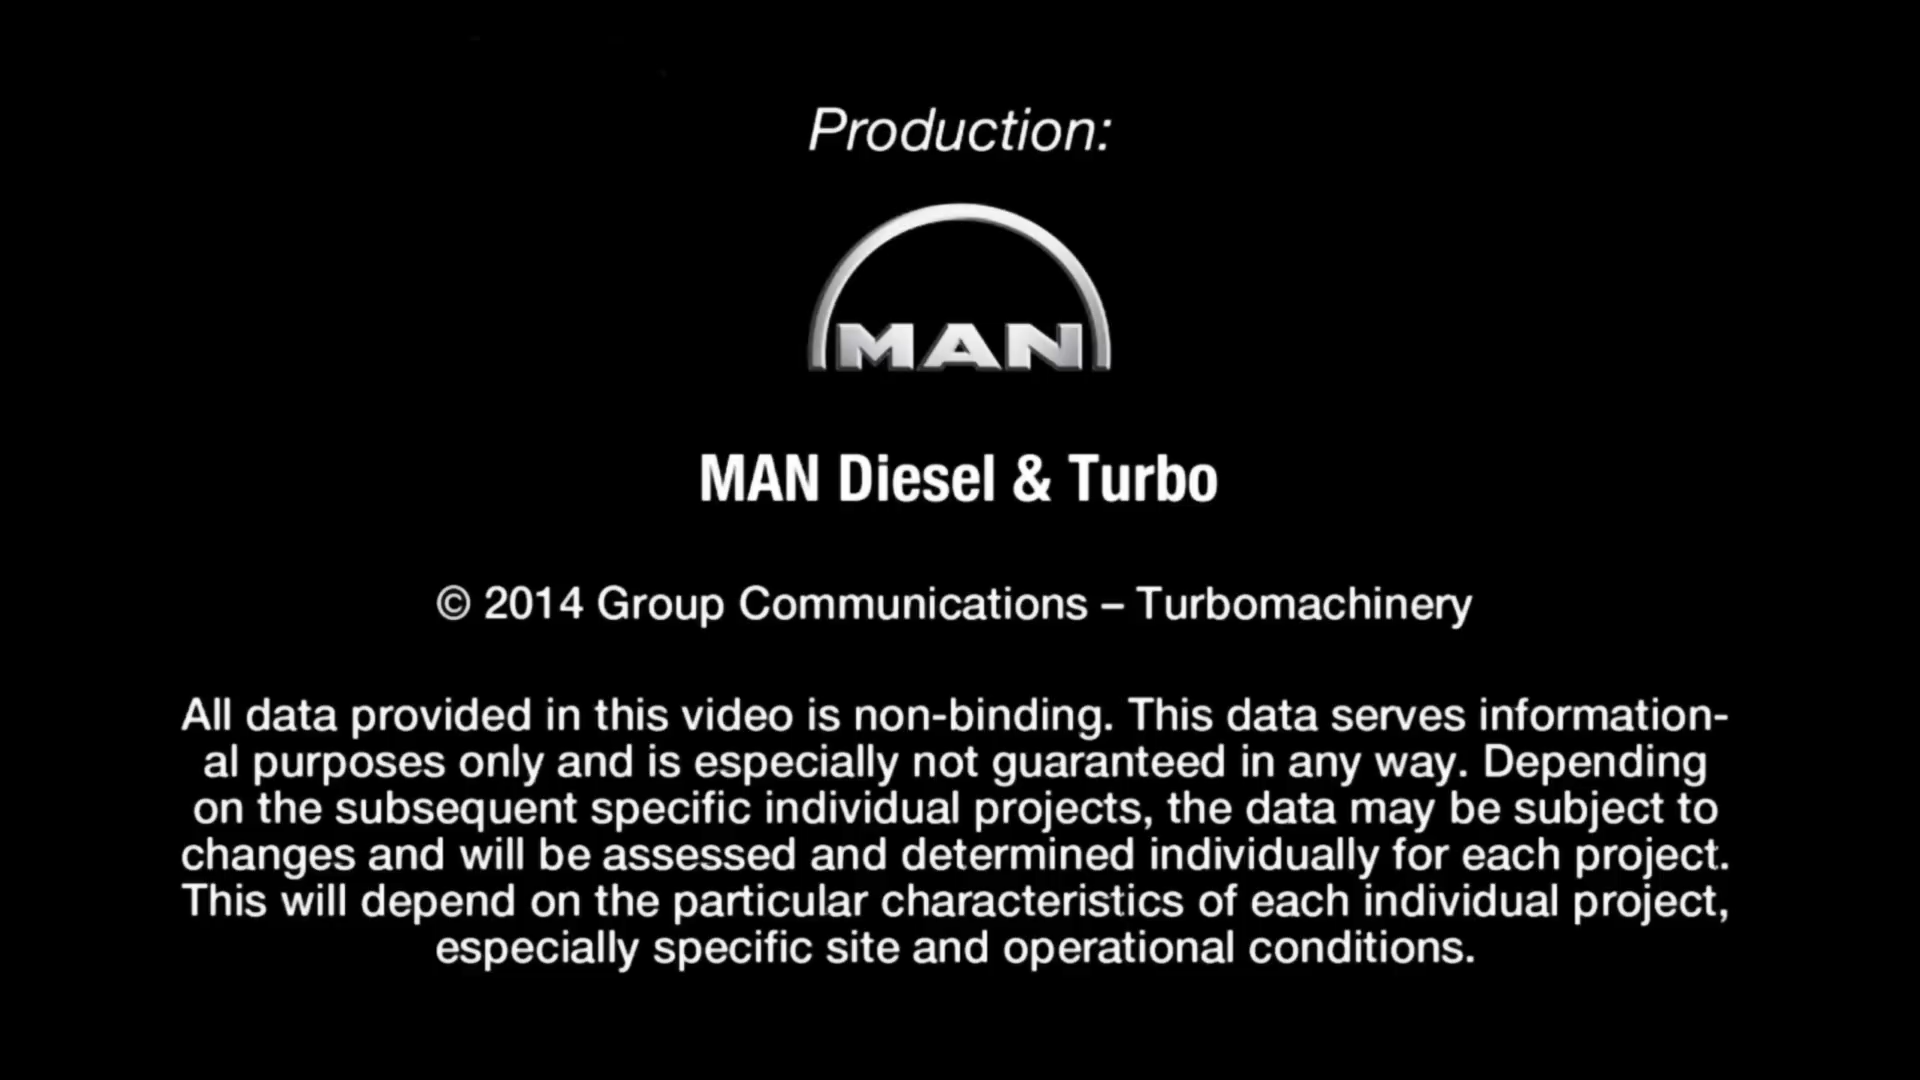 Production:
MAN
MAN Diesel & Turbo
© 2014 Group Communications – Turbomachinery
All data provided in this video is non-binding. This data serves information-
al purposes only and is especially not guaranteed in any way. Depending
on the subsequent specific individual projects, the data may be subject to
changes and will be assessed and determined individually for each project.
This will depend on the particular characteristics of each individual project,
especially specific site and operational conditions.